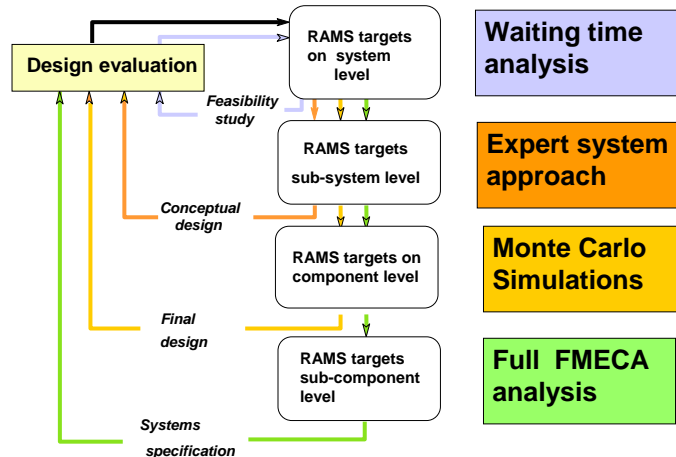 RAMS targets
on system
level
Waiting time
analysis
Design evaluation
Feasibility
study
RAMS targets
sub-system level
Expert system
approach
Conceptual
design
RAMS targets on
component level
Monte Carlo
Simulations
Final
design
RAMS targets
sub-component
level
Full FMECA
analysis
Systems
specification